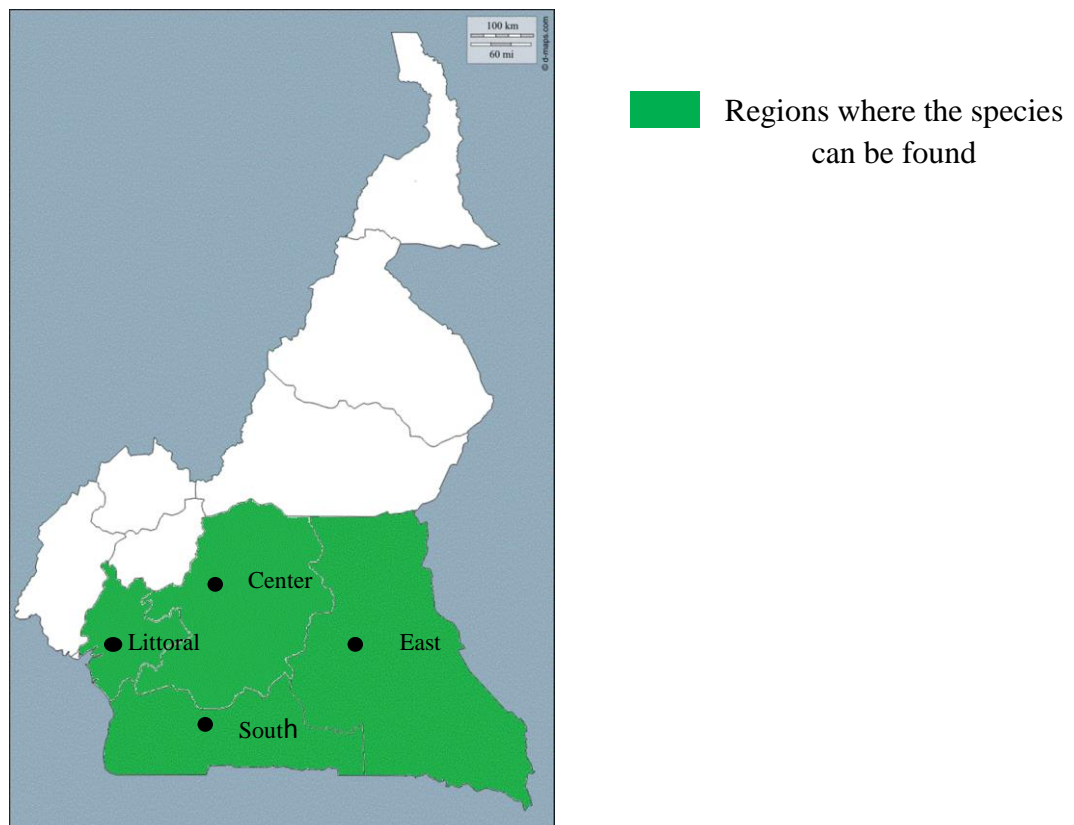 100 km
60 mi
© d-maps.com
Regions where the species
can be found
Center
Littoral
East
South